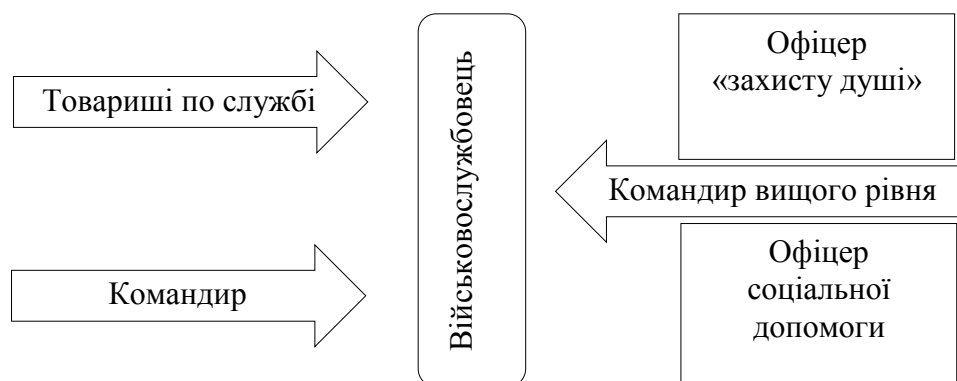 Товариші по службі
Командир
Військовослужбовець
Офіцер
«захисту душі»
Командир вищого рівня
Офіцер
соціальної
допомоги